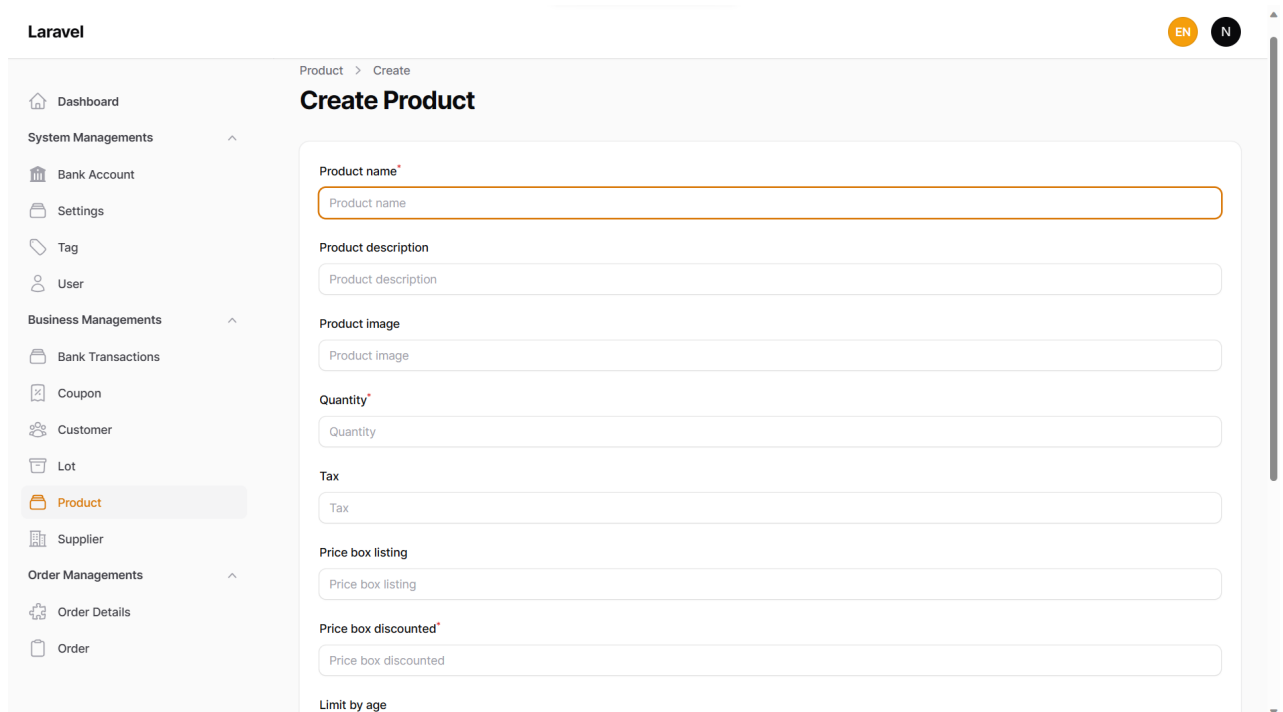 Laravel
EN
N
Dashboard
System Managements
Bank Account
Settings
Tag
User
Business Managements
Bank Transactions
Coupon
Customer
Lot
Product
Supplier
Order Managements
Order Details
Order
Product > Create
Create Product
Product name*
Product name
Product description
Product description
Product image
Product image
Quantity*
Quantity
Tax
Tax
Price box listing
Price box listing
Price box discounted*
Price box discounted
Limit by age